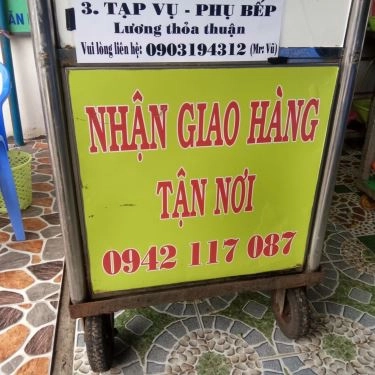 3. TẠP VỤ - PHỤ BẾP
Lương thỏa thuận
Vui lòng liên hệ: 0903194312 (Mr: Vũ)
NHẬN GIAO HÀNG
TẬN NƠI
0942 117 087